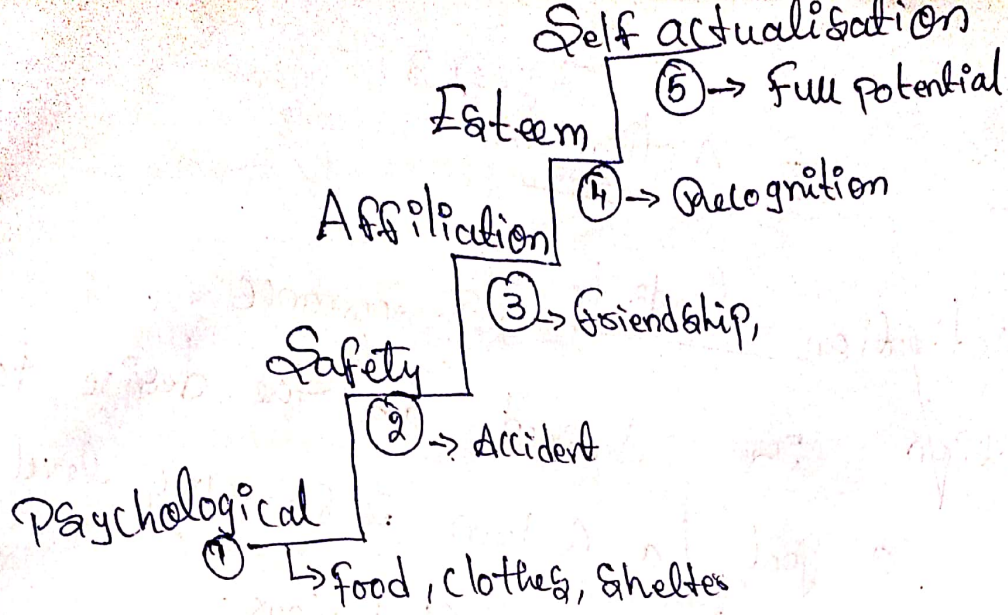 Self actualisation
5 → Full potential
Esteem
4 → Recognition
Affiliation
3 → Friendship,
Safety
2 → Accident
Psychological
1
↳ Food, Clothes, Shelter